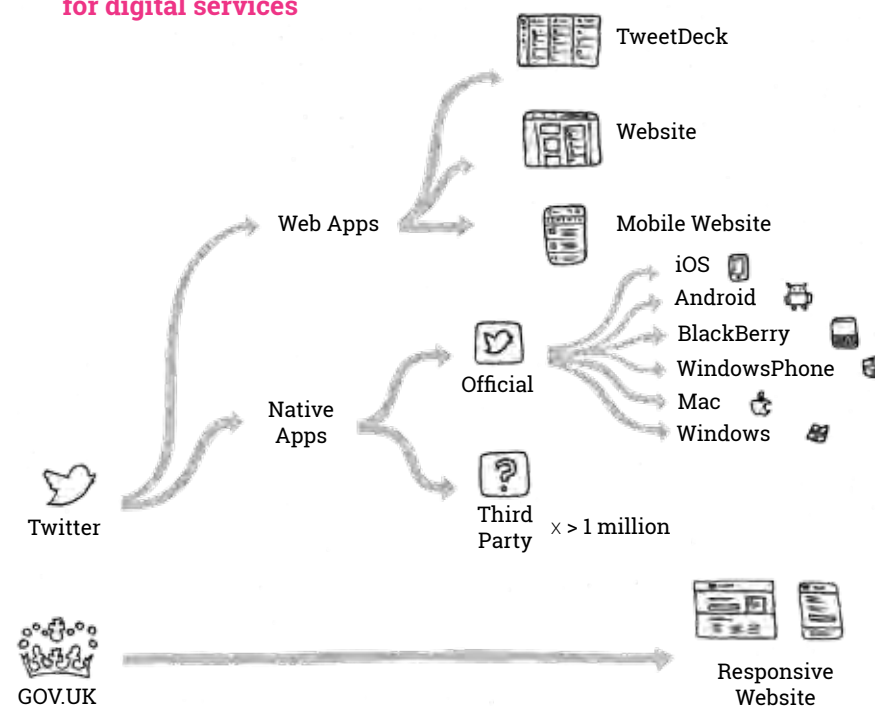 for digital services
TweetDeck
Website
Web Apps
Mobile Website
iOS
Android
BlackBerry
WindowsPhone
Official
Mac
Native
Apps
Windows
Twitter
Third
Party
x > 1 million
GOV.UK
Responsive
Website